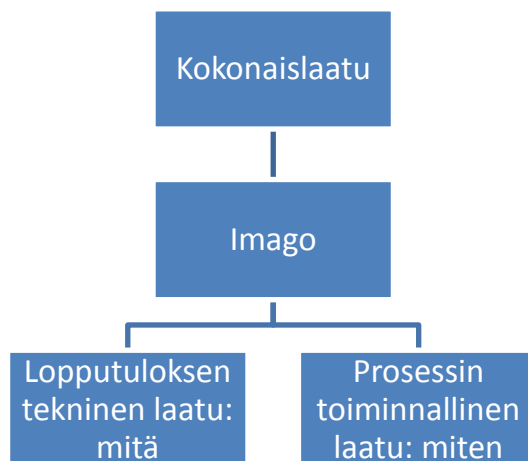 Kokonaislaatu
Imago
Lopputuloksen
tekninen laatu:
mitä
Prosessin
toiminnallinen
laatu: miten